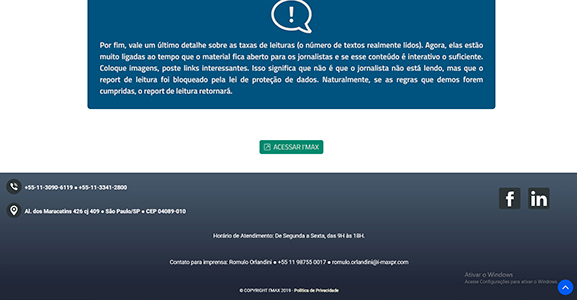 Por fim, vale um último detalhe sobre as taxas de leituras (o número de textos realmente lidos). Agora, elas estão
muito ligadas ao tempo que o material fica aberto para os jornalistas e se esse conteúdo é interativo o suficiente.
Coloque imagens, poste links interessantes. Isso significa que não é que o jornalista não está lendo, mas que o
report de leitura foi bloqueado pela lei de proteção de dados. Naturalmente, se as regras que demos forem
cumpridas, o report de leitura retornará.
ACESSAR I'MAX
+55-11-3090-6119 ● +55-11-3341-2800
Al. dos Maracatins 426 cj 409 ● São Paulo/SP ● CEP 04089-010
Horário de Atendimento: De Segunda a Sexta, das 9H às 18H.
Contato para imprensa: Romulo Orlandini ● +55 11 98755 0017 ● romulo.orlandini@i-maxpr.com
© COPYRIGHT I'MAX 2019 - Política de Privacidade
Ativar o Windows
Acesse Configurações para ativar o Windows.